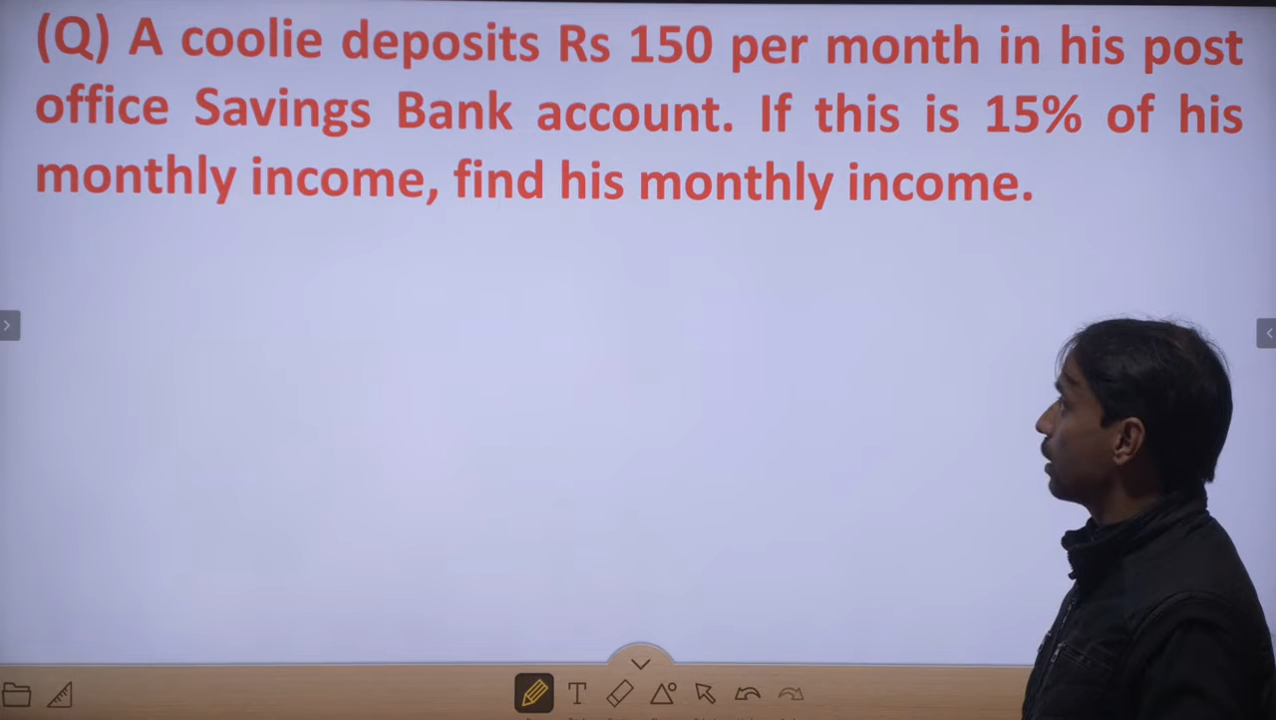 (Q) A coolie deposits Rs 150 per month in his post
office Savings Bank account. If this is 15% of his
monthly income, find his monthly income.
T